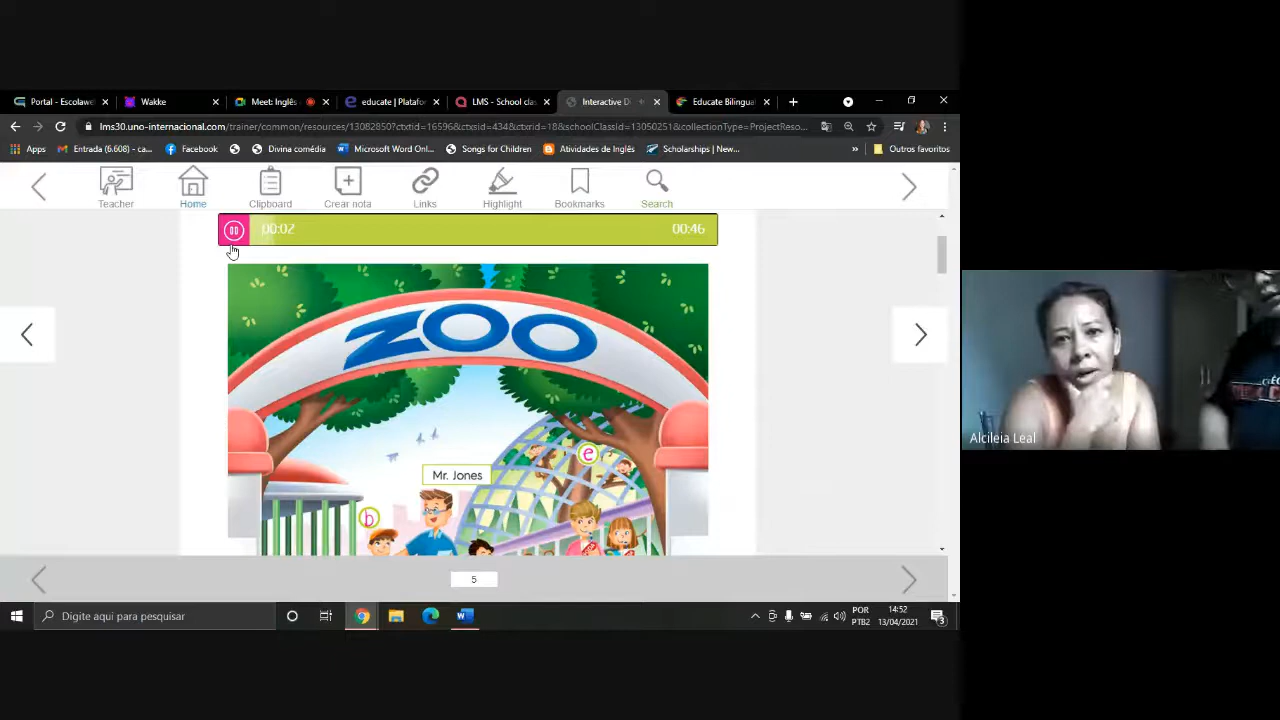 Portal - Escolawe
Wakke
Meet: Inglês -
educate | Platafo
LMS - School cla
Interactive D
Educate Bilingua
lms30.uno-internacional.com/trainer/common/resources/13082850?ctxtid=16596&ctxsid=434&ctxrid=18&schoolClassId=13050251&collectionType=ProjectReso...
Apps
Entrada (6.608) - ca...
Facebook
Divina comédia
Microsoft Word Onl...
Songs for Children
Atividades de Inglês
Scholarships | New...
»
Outros favoritos
Teacher
Home
Clipboard
Crear nota
Links
Highlight
Bookmarks
Search
00:02
00:46
ZOO
e
Mr. Jones
b
Alcileia Leal
5
Digite aqui para pesquisar
POR
PTB2
14:52
13/04/2021
3